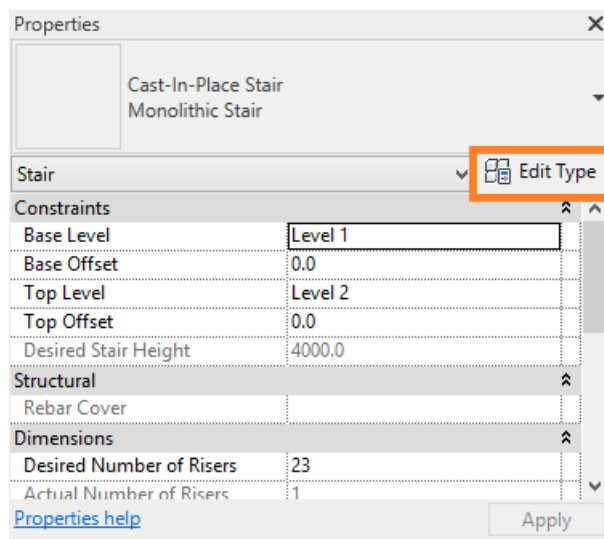 Properties
Cast-In-Place Stair
Monolithic Stair
Stair
Edit Type
Constraints
Base Level Level 1
Base Offset 0.0
Top Level Level 2
Top Offset 0.0
Desired Stair Height 4000.0
Structural
Rebar Cover
Dimensions
Desired Number of Risers 23
Actual Number of Risers 1
Properties help Apply